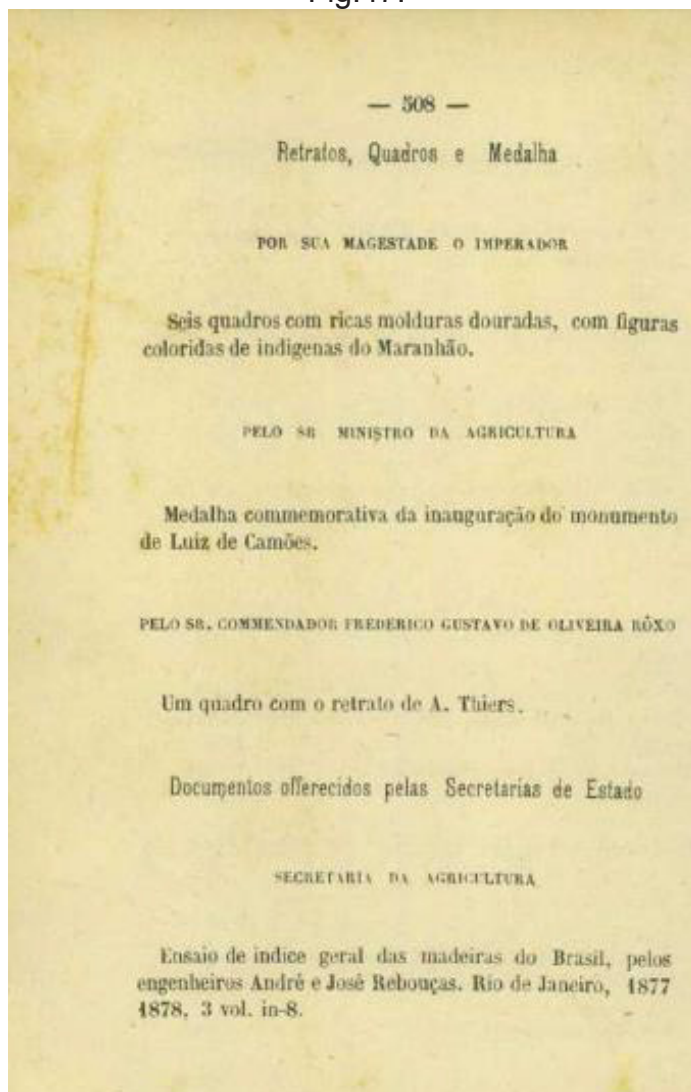 — 508 —
Retratos, Quadros e Medalha
POR SUA MAGESTADE O IMPERADOR
Seis quadros com ricas molduras douradas, com figuras
coloridas de indigenas do Maranhão.
PELO SR MINISTRO DA AGRICULTURA
Medalha commemorativa da inauguração do monumento
de Luiz de Camões.
PELO SR. COMMENDADOR FREDERICO GUSTAVO DE OLIVEIRA RÔXO
Um quadro com o retrato de A. Thiers.
Documentos offerecidos pelas Secretarias de Estado
SECRETARIA DA AGRICULTURA
Ensaio de indice geral das madeiras do Brasil, pelos
engenheiros André e José Rebouças. Rio de Janeiro, 1877
1878, 3 vol. in-8.